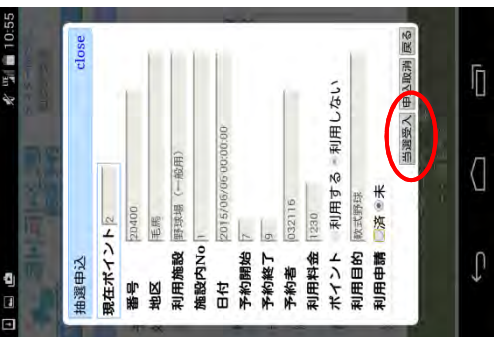 10:55
抽選申込
close
現在ポイント 2
番号 20400
地区 毛馬
利用施設 野球場（一般用）
施設内No 1
日付 2015/06/06 00:00:00
予約開始 7
予約終了 9
予約者 032116
利用料金 1230
ポイント 利用する 利用しない
利用目的 軟式野球
利用申請 済 未
当選受入 申込取消 戻る